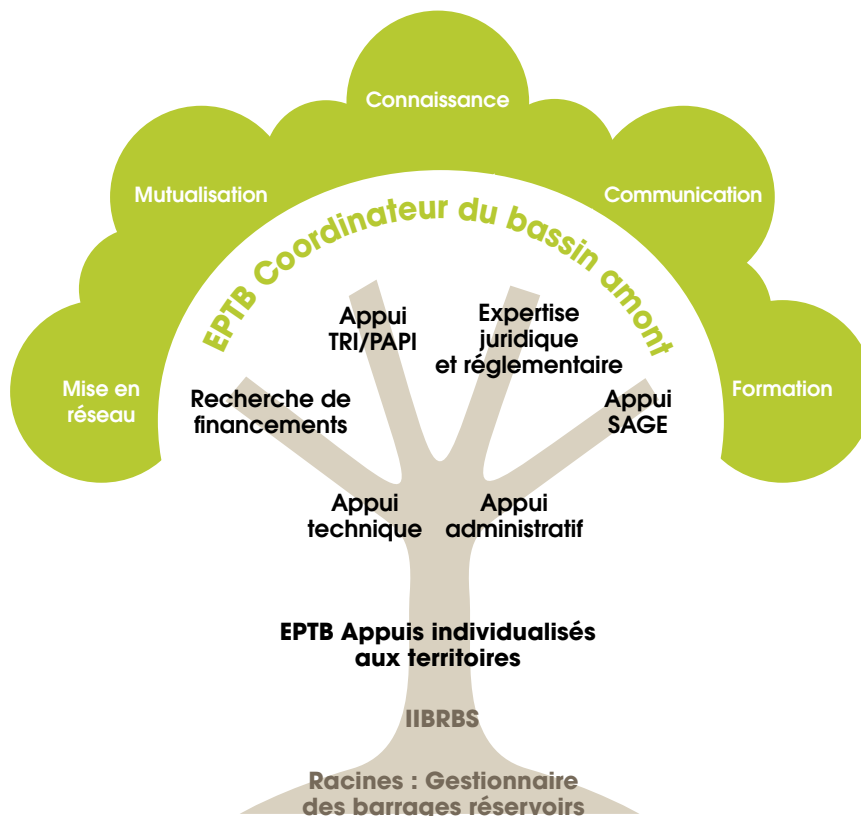 Connaissance
Mutualisation
Communication
EPTB Coordinateur du bassin amont
Mise en
réseau
Formation
Appui
TRI/PAPI
Expertise
juridique
et réglementaire
Recherche de
financements
Appui
SAGE
Appui
technique
Appui
administratif
EPTB Appuis individualisés
aux territoires
IIBRBS
Racines : Gestionnaire
des barrages réservoirs